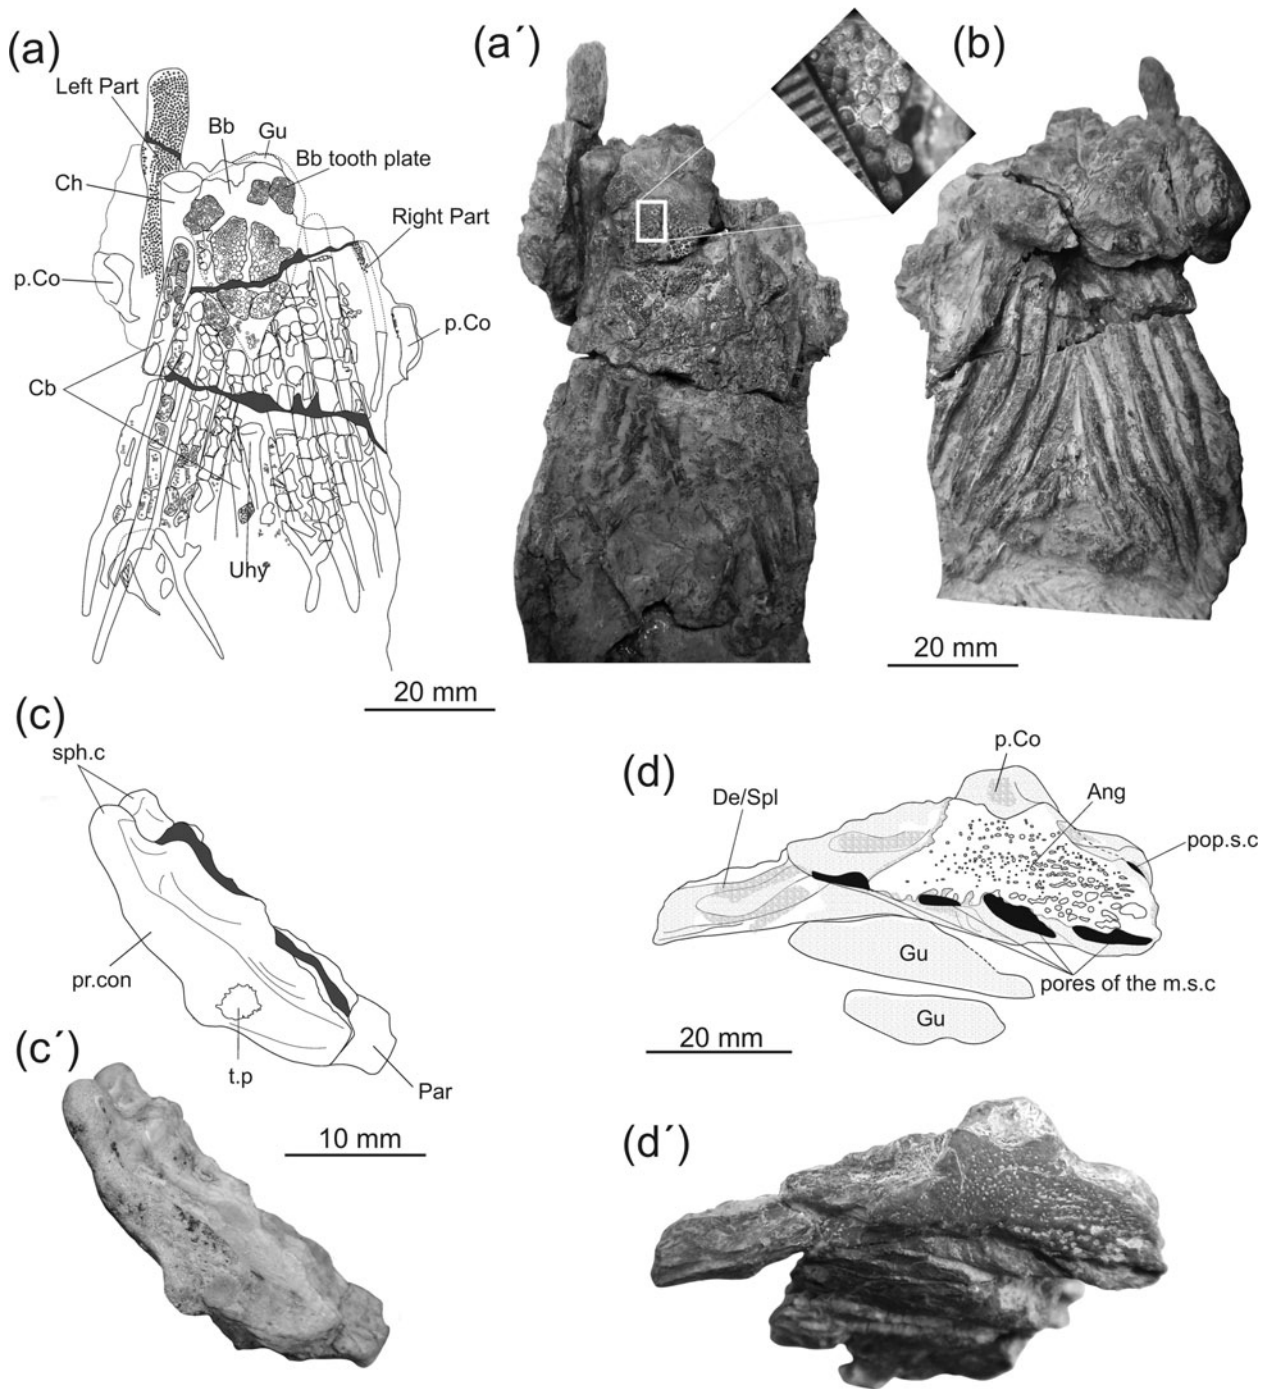 (a)
Left Part
Bb
Gu
Bb tooth plate
Ch
Right Part
p.Co
p.Co
Cb
Uhy
20 mm
(a´)
(b)
20 mm
(c)
sph.c
pr.con
t.p
Par
(c´)
10 mm
(d)
p.Co
De/Spl
Ang
pop.s.c
Gu
pores of the m.s.c
Gu
20 mm
(d´)